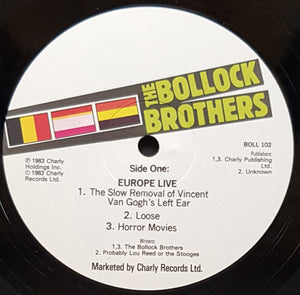 THE BOLLOCK
BROTHERS
BOLL 102
Side One:
EUROPE LIVE
1. The Slow Removal of Vincent
Van Gogh's Left Ear
2. Loose
3. Horror Movies
℗ 1983 Charly
Holdings Inc.
© 1983 Charly
Records Ltd.
Publishers:
1,3. Charly Publishing
Ltd.
2. Unknown
Writers:
1,3. The Bollock Brothers
2. Probably Lou Reed or the Stooges
Marketed by Charly Records Ltd.